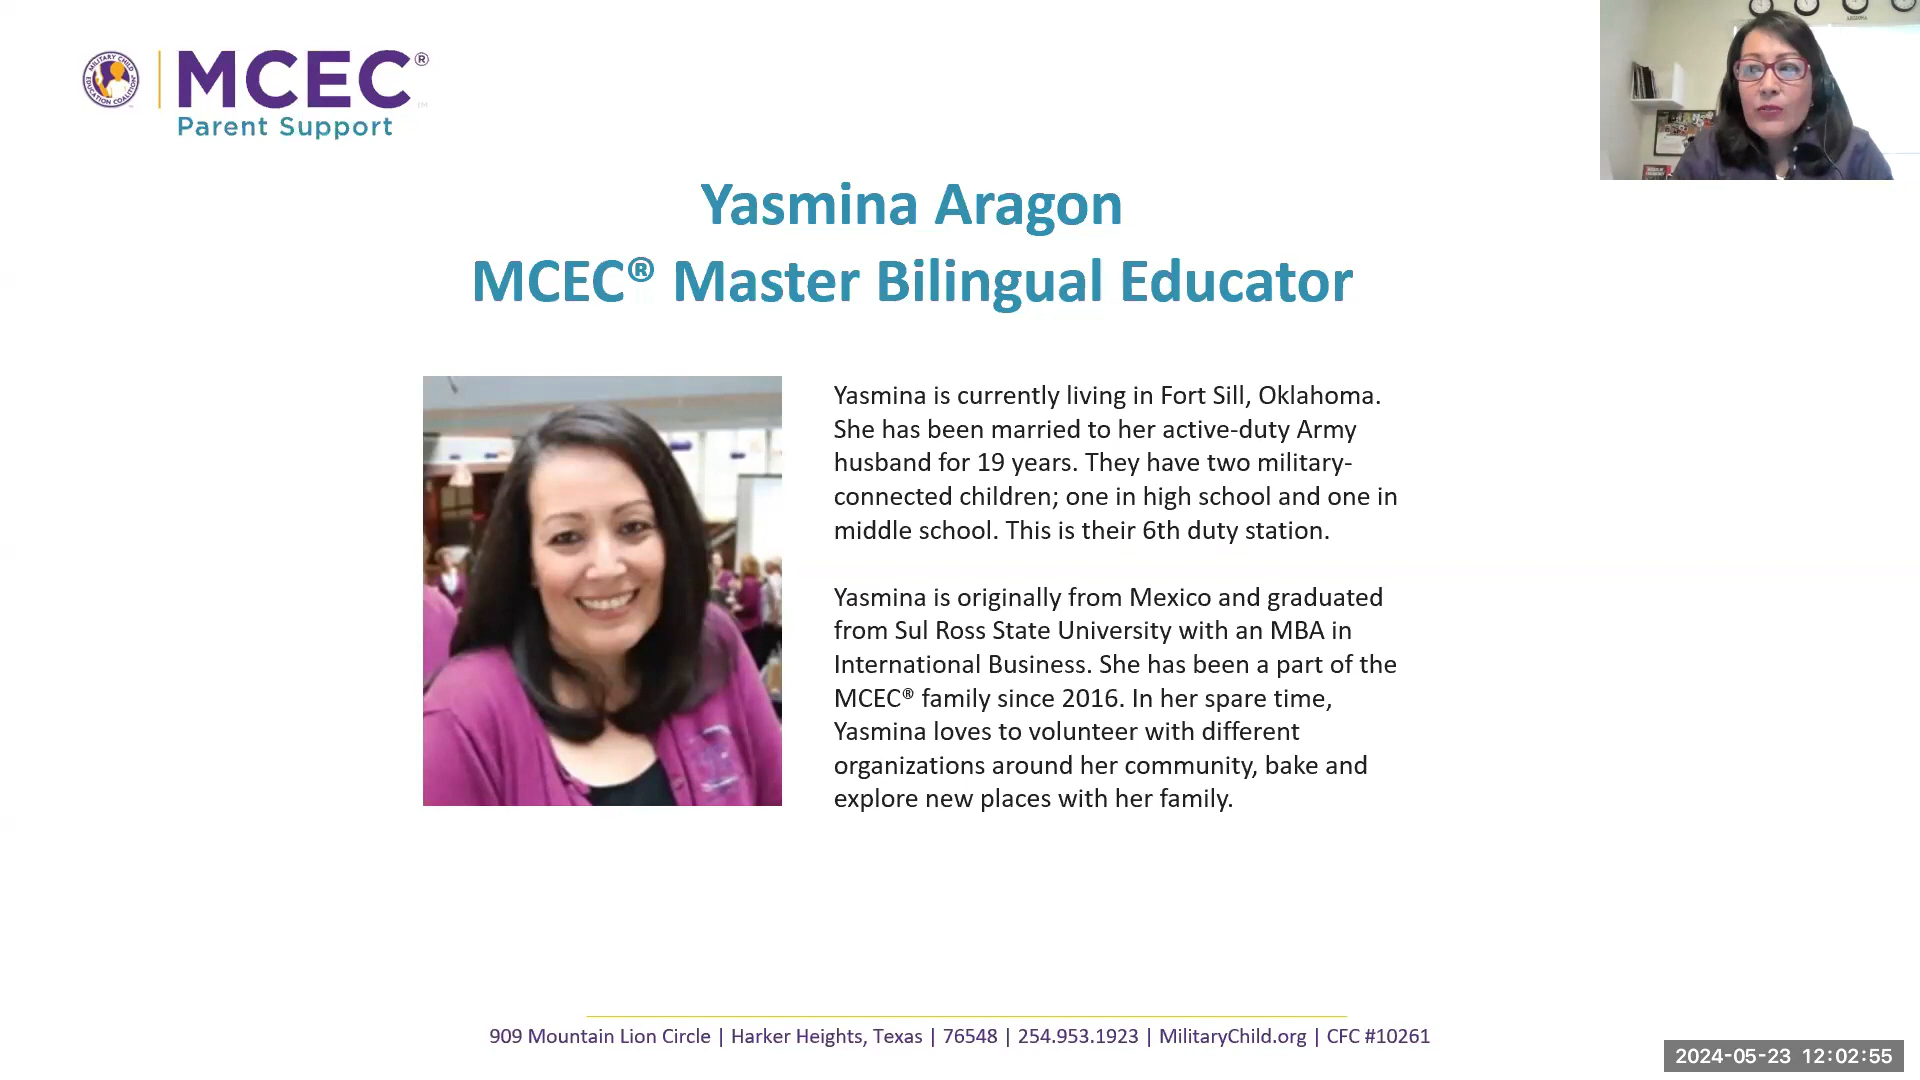 MILITARY CHILD
EDUCATION COALITION
MCEC®
Parent Support
ARIZONA
Yasmina Aragon
MCEC® Master Bilingual Educator
Yasmina is currently living in Fort Sill, Oklahoma.
She has been married to her active-duty Army
husband for 19 years. They have two military-
connected children; one in high school and one in
middle school. This is their 6th duty station.
Yasmina is originally from Mexico and graduated
from Sul Ross State University with an MBA in
International Business. She has been a part of the
MCEC® family since 2016. In her spare time,
Yasmina loves to volunteer with different
organizations around her community, bake and
explore new places with her family.
909 Mountain Lion Circle | Harker Heights, Texas | 76548 | 254.953.1923 | MilitaryChild.org | CFC #10261
2024-05-23 12:02:55